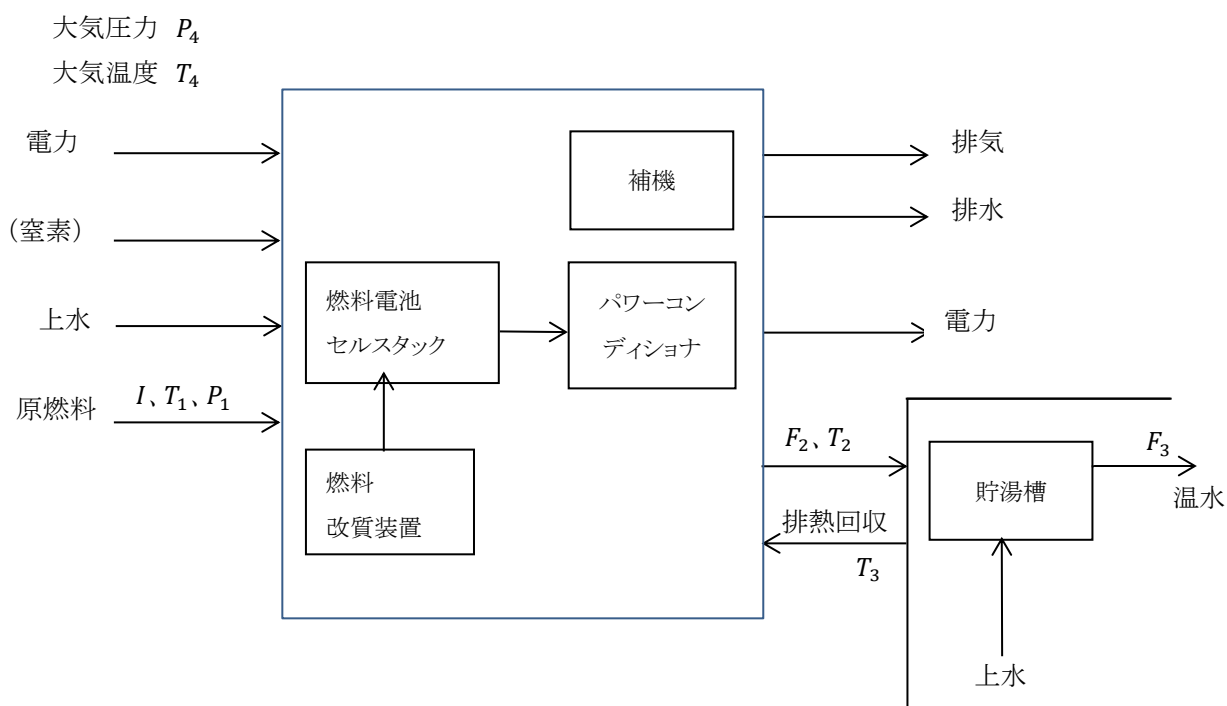 大気圧力 P₄
大気温度 T₄
電力
補機
排気
排水
(窒素)
上水
燃料電池
セルスタック
パワーコン
ディショナ
電力
原燃料
I、T₁、P₁
F₂、T₂
F₃
燃料
改質装置
貯湯槽
温水
排熱回収
T₃
上水